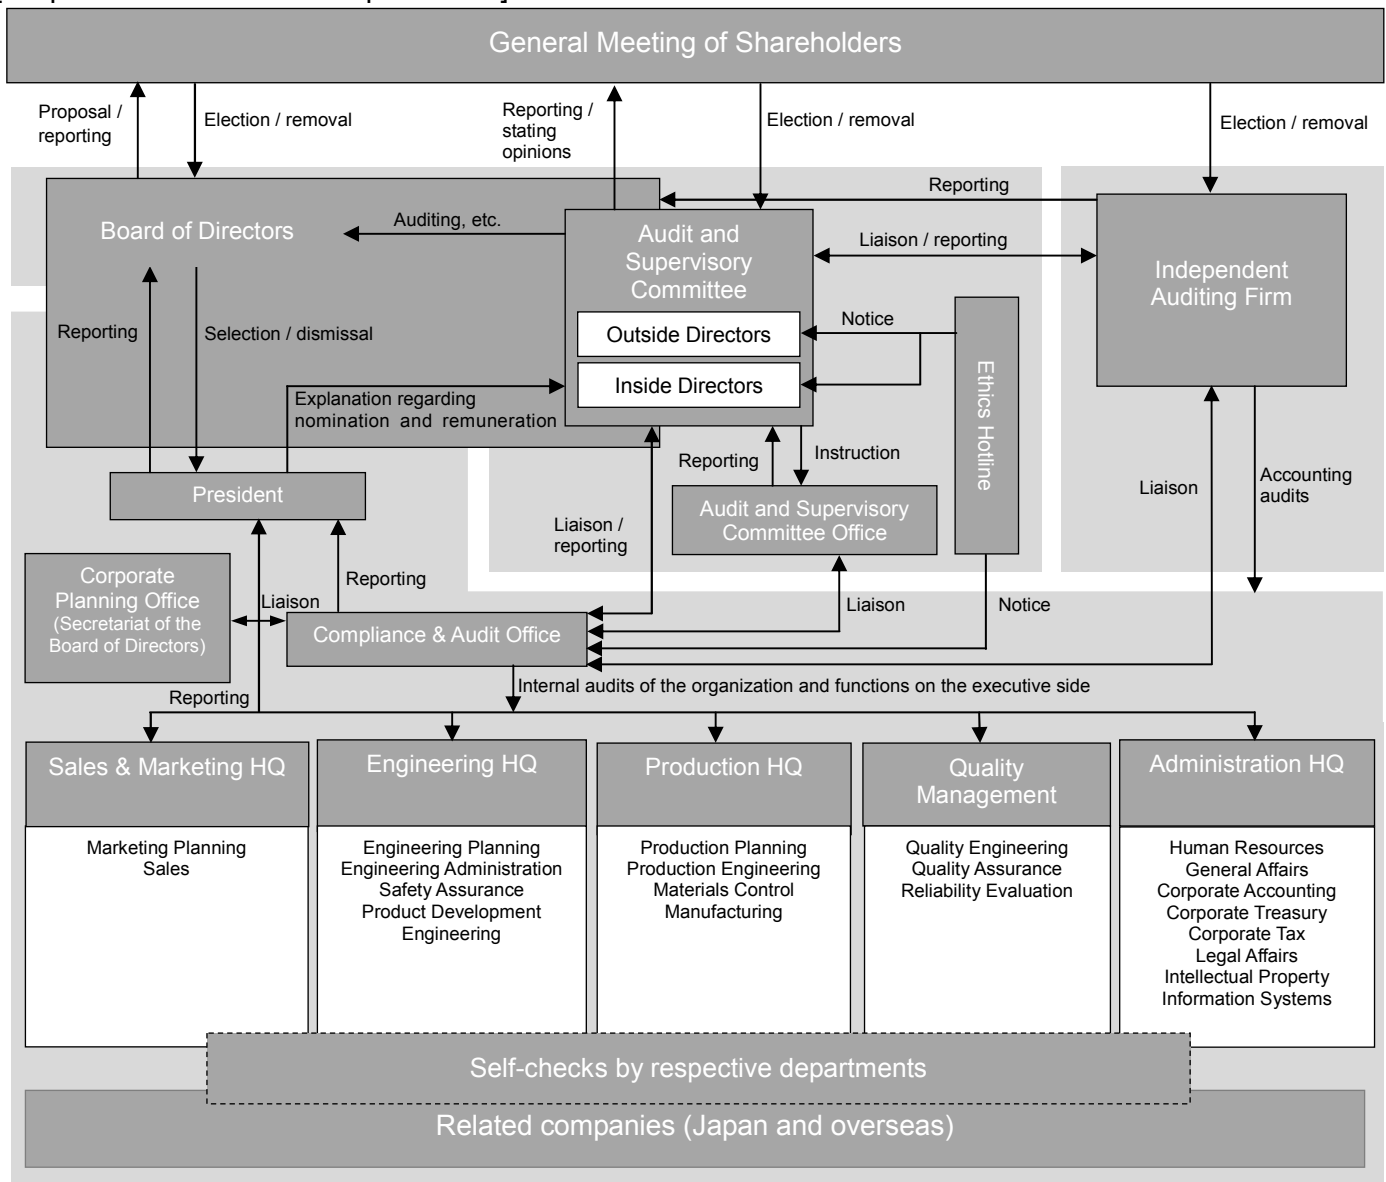 General Meeting of Shareholders
Proposal /
reporting
Election / removal
Reporting /
stating
opinions
Election / removal
Election / removal
Board of Directors
Auditing, etc.
Audit and
Supervisory
Committee
Outside Directors
Inside Directors
Reporting
Liaison / reporting
Independent
Auditing Firm
Notice
Ethics Hotline
Reporting
Selection / dismissal
Explanation regarding
nomination and remuneration
Reporting
Instruction
Liaison
Accounting
audits
President
Audit and Supervisory
Committee Office
Liaison /
reporting
Corporate
Planning Office
(Secretariat of the
Board of Directors)
Liaison
Reporting
Compliance & Audit Office
Liaison
Notice
Reporting
Internal audits of the organization and functions on the executive side
Sales & Marketing HQ
Marketing Planning
Sales
Engineering HQ
Engineering Planning
Engineering Administration
Safety Assurance
Product Development
Engineering
Production HQ
Production Planning
Production Engineering
Materials Control
Manufacturing
Quality
Management
Quality Engineering
Quality Assurance
Reliability Evaluation
Administration HQ
Human Resources
General Affairs
Corporate Accounting
Corporate Treasury
Corporate Tax
Legal Affairs
Intellectual Property
Information Systems
Self-checks by respective departments
Related companies (Japan and overseas)